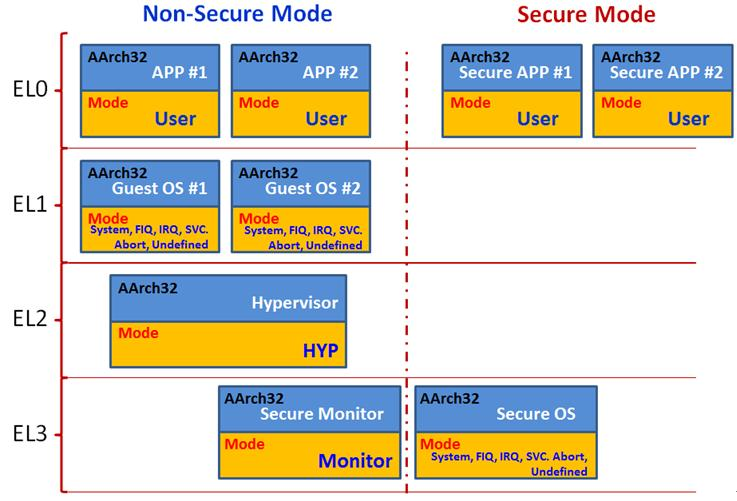 Non-Secure Mode
Secure Mode
EL0
AArch32
APP #1
Mode
User
AArch32
APP #2
Mode
User
AArch32
Secure APP #1
Mode
User
AArch32
Secure APP #2
Mode
User
EL1
AArch32
Guest OS #1
Mode
System, FIQ, IRQ, SVC.
Abort, Undefined
AArch32
Guest OS #2
Mode
System, FIQ, IRQ, SVC.
Abort, Undefined
EL2
AArch32
Hypervisor
Mode
HYP
EL3
AArch32
Secure Monitor
Mode
Monitor
AArch32
Secure OS
Mode
System, FIQ, IRQ, SVC. Abort,
Undefined